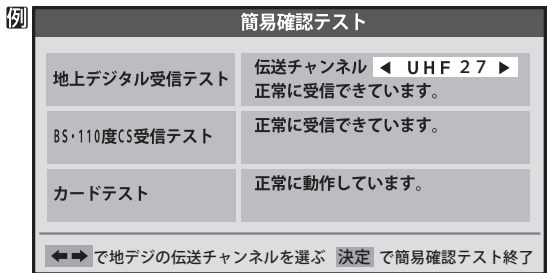 例
簡易確認テスト
地上デジタル受信テスト
伝送チャンネル ◀ UHF 27 ▶
正常に受信できています。
BS・110度CS受信テスト
正常に受信できています。
カードテスト
正常に動作しています。
⬅➡で地デジの伝送チャンネルを選ぶ 決定 で簡易確認テスト終了